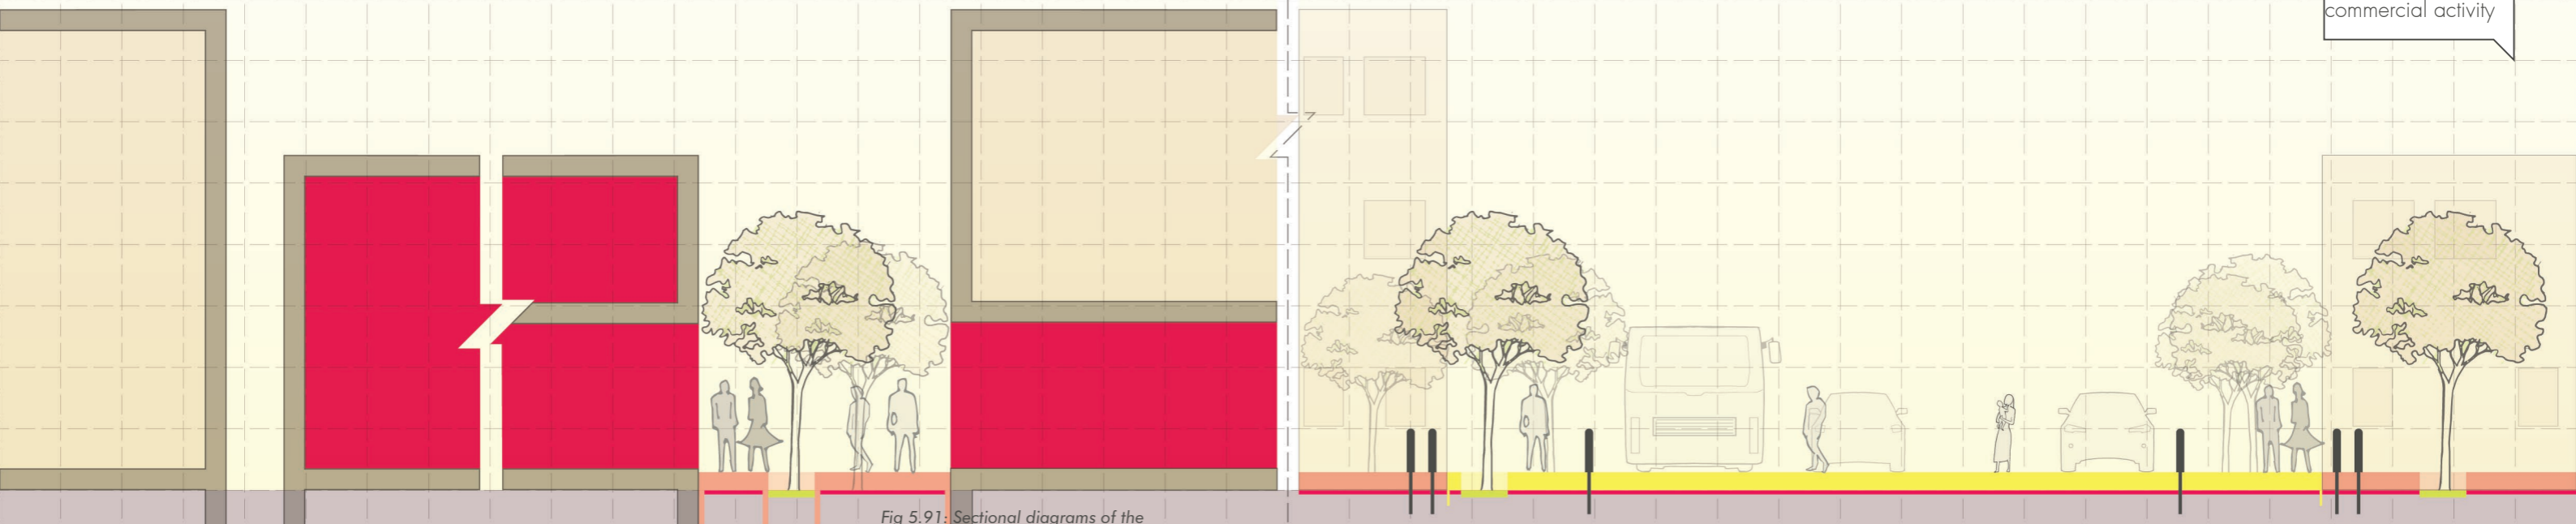 commercial activity
Fig 5.91: Sectional diagrams of the